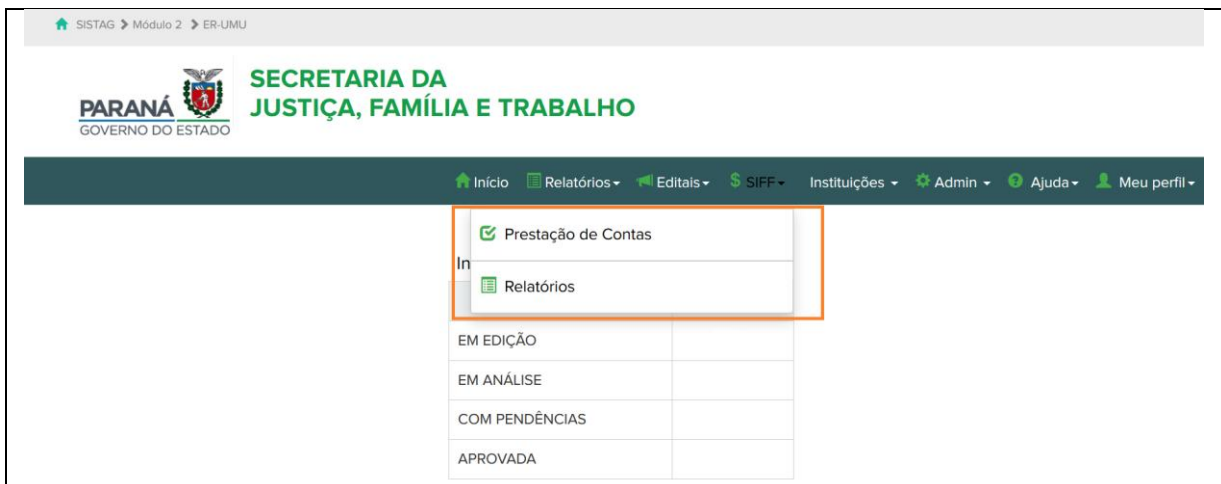 SISTAG > Módulo 2 > ER-UMU
PARANÁ
GOVERNO DO ESTADO
SECRETARIA DA
JUSTIÇA, FAMÍLIA E TRABALHO
Início Relatórios Editais $ SIFF Instituições Admin Ajuda Meu perfil
Prestação de Contas
In
Relatórios
EM EDIÇÃO
EM ANÁLISE
COM PENDÊNCIAS
APROVADA